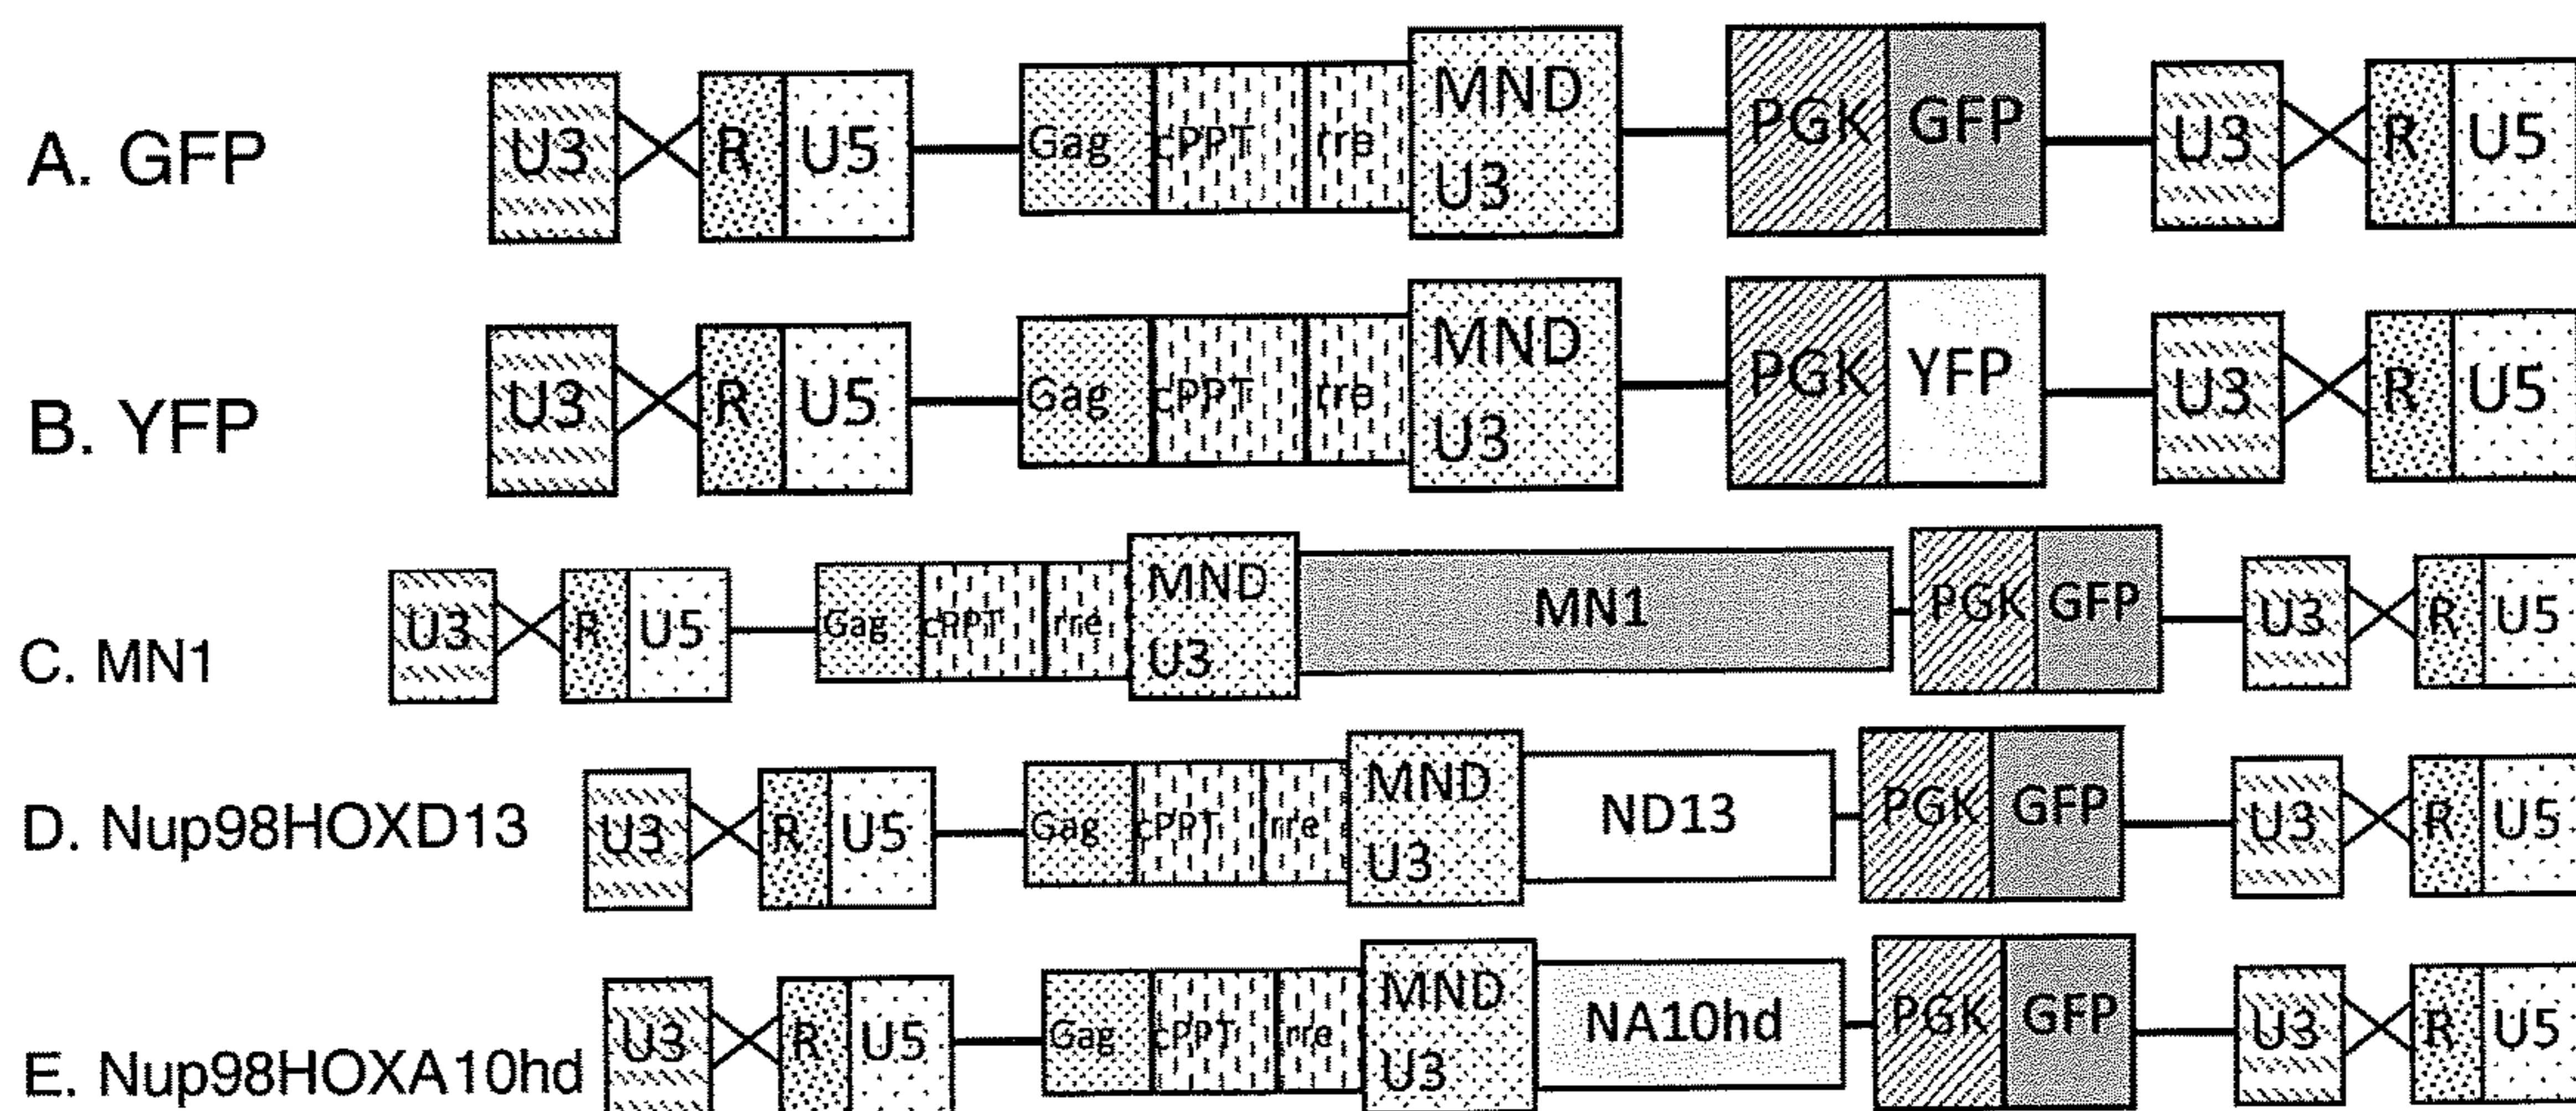 A. GFP U3 R U5 Gag cPPT rre MND U3 PGK GFP U3 R U5
B. YFP U3 R U5 Gag cPPT rre MND U3 PGK YFP U3 R U5
C. MN1 U3 R U5 Gag cPPT rre MND U3 MN1 PGK GFP U3 R U5
D. Nup98HOXD13 U3 R U5 Gag cPPT rre MND U3 ND13 PGK GFP U3 R U5
E. Nup98HOXA10hd U3 R U5 Gag cPPT rre MND U3 NA10hd PGK GFP U3 R U5